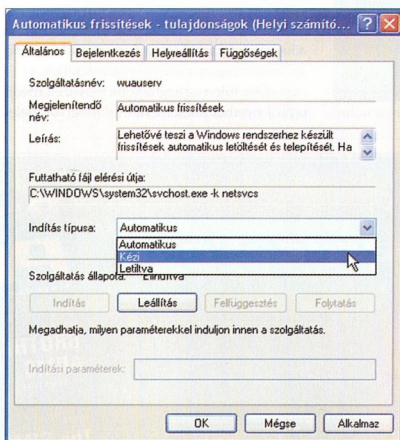 Automatikus frissítések - tulajdonságok (Helyi számító...
Általános Bejelentkezés Helyreállítás Függőségek
Szolgáltatásnév: wuauserv
Megjelenítendő név: Automatikus frissítések
Leírás: Lehetővé teszi a Windows rendszerhez készült
frissítések automatikus letöltését és telepítését. Ha
Futtatható fájl elérési útja:
C:\WINDOWS\system32\svchost.exe -k netsvcs
Indítás típusa: Automatikus
Automatikus
Kézi
Letiltva
Szolgáltatás állapota: Elindítva
Indítás Leállítás Felfüggesztés Folytatás
Megadhatja, milyen paraméterekkel induljon innen a szolgáltatás.
Indítási paraméterek:
OK Mégse Alkalmaz